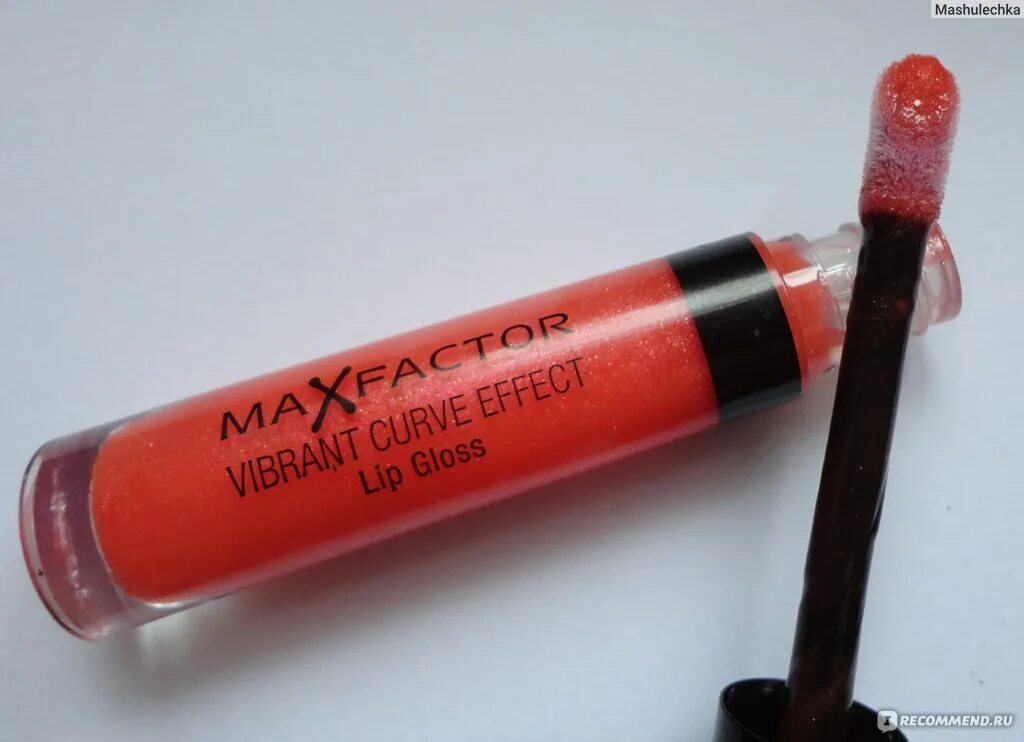 Mashulechka
MAXFACTOR
VIBRANT CURVE EFFECT
Lip Gloss
RECOMMEND.RU